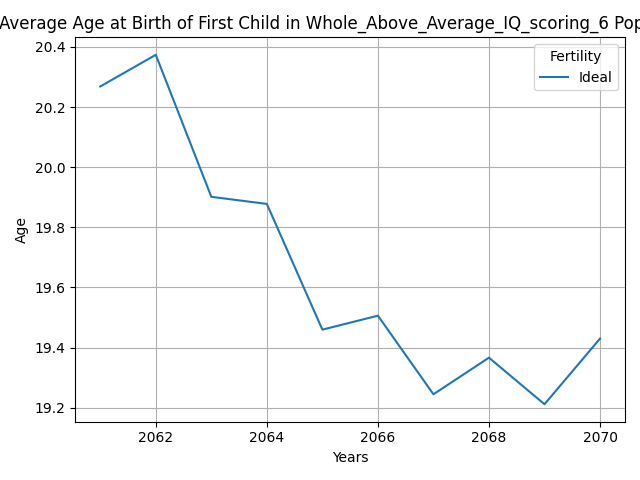 Average Age at Birth of First Child in Whole_Above_Average_IQ_scoring_6 Pop
Fertility
Ideal
20.4
20.2
20.0
19.8
19.6
19.4
19.2
Age
2062 2064 2066 2068 2070
Years